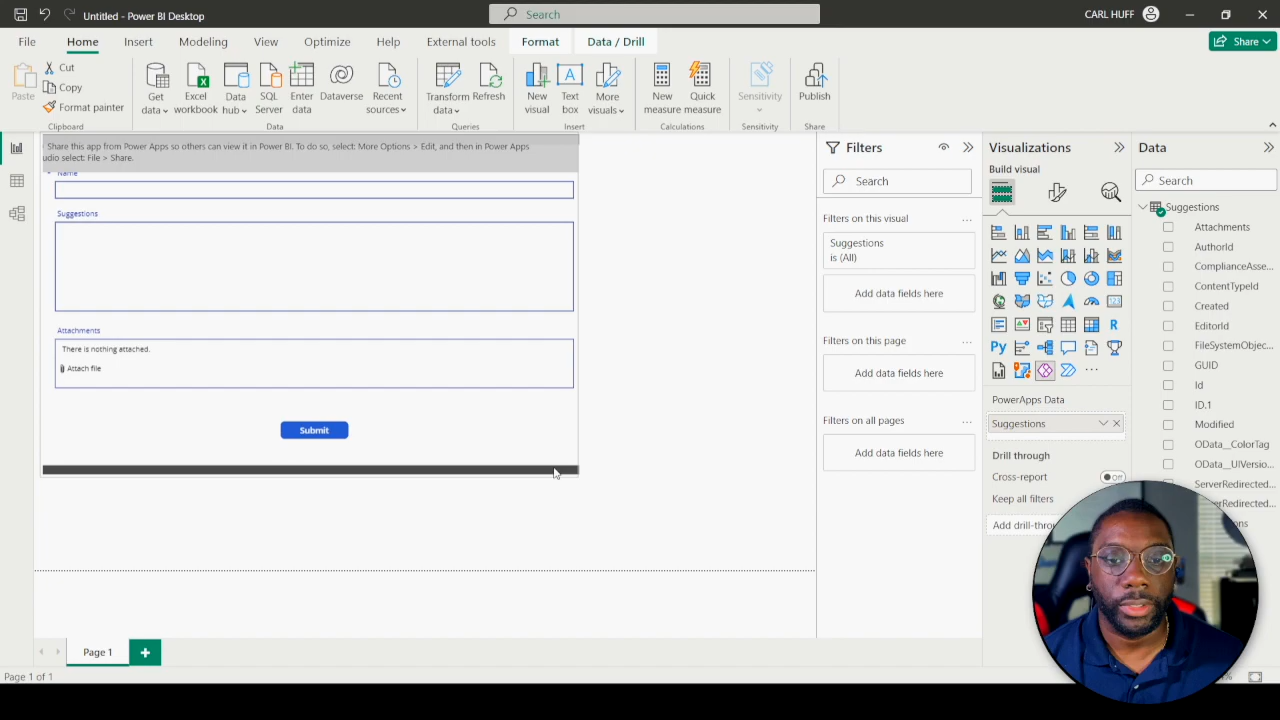 Untitled - Power BI Desktop
Search
CARL HUFF
File
Home
Insert
Modeling
View
Optimize
Help
External tools
Format
Data / Drill
Share
Paste
Cut
Copy
Format painter
Clipboard
Get
data
Excel
workbook
Data
hub
SQL
Server
Enter
data
Dataverse
Recent
sources
Data
Transform
data
Refresh
Queries
New
visual
Text
box
More
visuals
Insert
New
measure
Quick
measure
Calculations
Sensitivity
Sensitivity
Publish
Share
Share this app from Power Apps so others can view it in Power BI. To do so, select: More Options > Edit, and then in Power Apps
udio select: File > Share.
Name
Suggestions
Attachments
There is nothing attached.
Attach file
Submit
Filters
Search
Filters on this visual
Suggestions
is (All)
Add data fields here
Filters on this page
Add data fields here
Filters on all pages
Add data fields here
Visualizations
Build visual
R
Py
123
PowerApps Data
Suggestions
Drill through
Cross-report
Off
Keep all filters
Add drill-throu
Data
Search
Suggestions
Attachments
AuthorId
ComplianceAsse...
ContentTypeId
Created
EditorId
FileSystemObjec...
GUID
Id
ID.1
Modified
OData__ColorTag
OData__UIVersio...
ServerRedirected...
erverRedirected...
ons
Page 1
Page 1 of 1